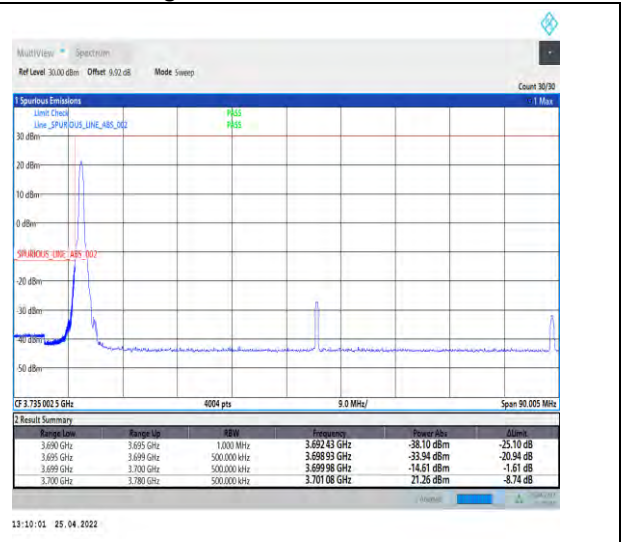 MultiView Spectrum
Ref Level 30.00 dBm Offset 9.92 dB Mode Sweep
Count 30/30
1 Spurious Emissions 1 Max
Limit Check PASS
Line _SPURIOUS_LINE_ABS_002 PASS
30 dBm
20 dBm
10 dBm
0 dBm
_SPURIOUS_LINE_ABS_002
-20 dBm
-30 dBm
-40 dBm
-50 dBm
CF 3.735 002 5 GHz 4004 pts 9.0 MHz/ Span 90.005 MHz
2 Result Summary
Range Low Range Up RBW Frequency Power Abs ΔLimit
3.690 GHz 3.695 GHz 1.000 MHz 3.692 43 GHz -38.10 dBm -25.10 dB
3.695 GHz 3.699 GHz 500.000 kHz 3.698 93 GHz -33.94 dBm -20.94 dB
3.699 GHz 3.700 GHz 500.000 kHz 3.699 98 GHz -14.61 dBm -1.61 dB
3.700 GHz 3.780 GHz 500.000 kHz 3.701 08 GHz 21.26 dBm -8.74 dB
13:10:01 25.04.2022